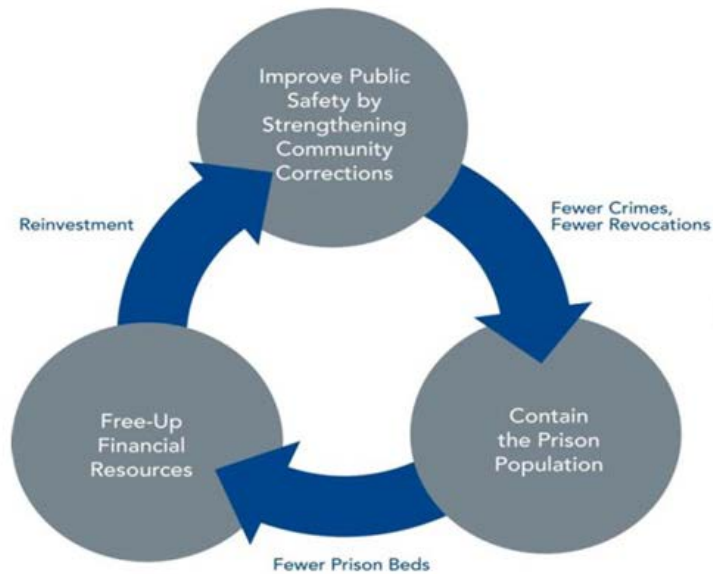 Improve Public
Safety by
Strengthening
Community
Corrections
Fewer Crimes,
Fewer Revocations
Contain
the Prison
Population
Fewer Prison Beds
Free-Up
Financial
Resources
Reinvestment